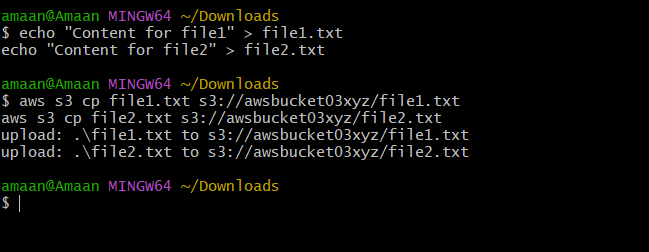 amaan@Amaan MINGW64 ~/Downloads
$ echo "Content for file1" > file1.txt
echo "Content for file2" > file2.txt
amaan@Amaan MINGW64 ~/Downloads
$ aws s3 cp file1.txt s3://awsbucket03xyz/file1.txt
aws s3 cp file2.txt s3://awsbucket03xyz/file2.txt
upload: .\file1.txt to s3://awsbucket03xyz/file1.txt
upload: .\file2.txt to s3://awsbucket03xyz/file2.txt
amaan@Amaan MINGW64 ~/Downloads
$